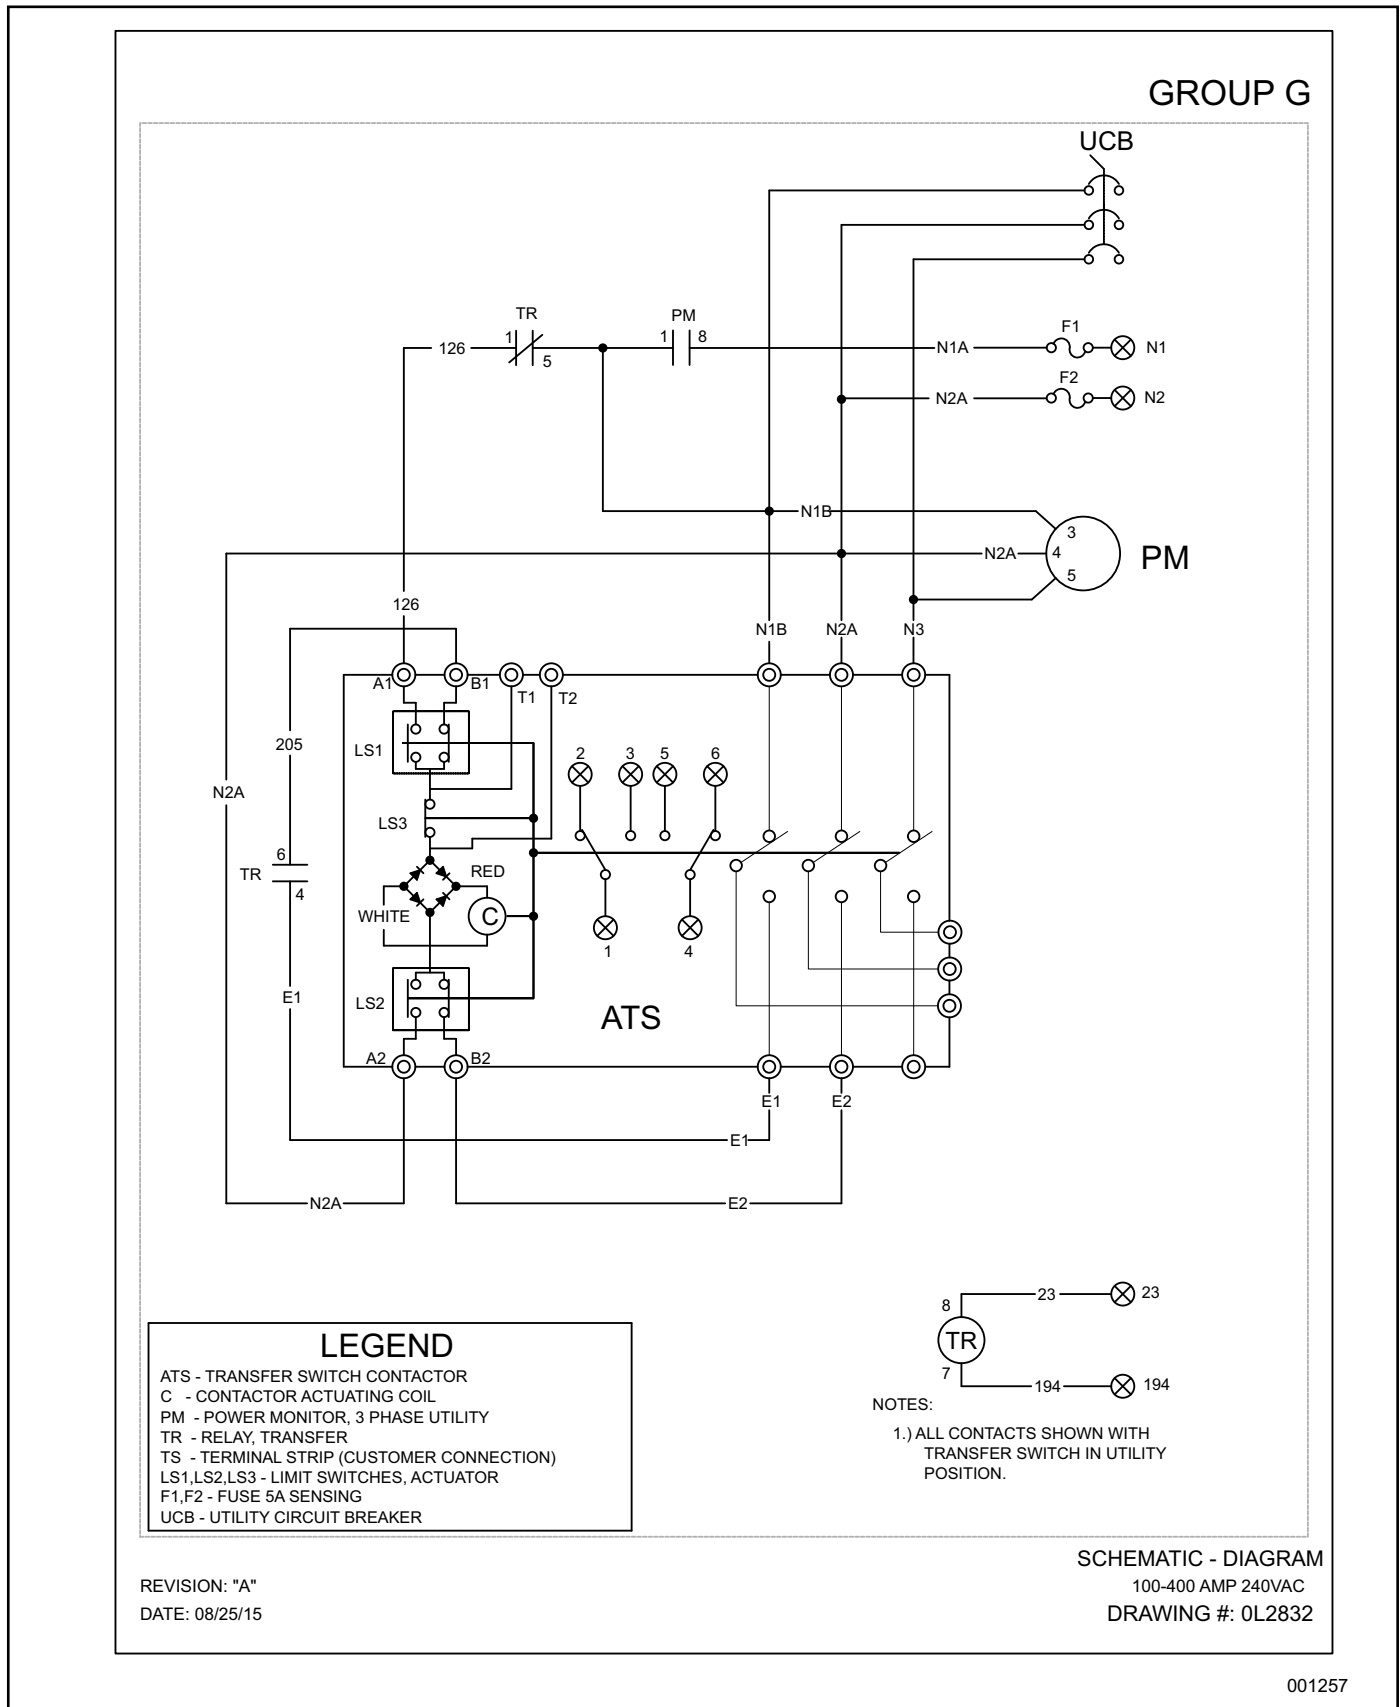 GROUP G
UCB
TR
PM
F1
1
5
1
8
126
N1A
N1
F2
N2A
N2
N1B
3
N2A
4
PM
5
126
N1B
N2A
N3
A1
B1
T1
T2
205
LS1
2
3
5
6
N2A
LS3
6
TR
4
RED
WHITE
C
1
4
E1
LS2
ATS
A2
B2
E1
E2
E1
N2A
E2
8
23
23
TR
7
194
194
LEGEND
ATS - TRANSFER SWITCH CONTACTOR
C - CONTACTOR ACTUATING COIL
PM - POWER MONITOR, 3 PHASE UTILITY
TR - RELAY, TRANSFER
TS - TERMINAL STRIP (CUSTOMER CONNECTION)
LS1,LS2,LS3 - LIMIT SWITCHES, ACTUATOR
F1,F2 - FUSE 5A SENSING
UCB - UTILITY CIRCUIT BREAKER
NOTES:
1.) ALL CONTACTS SHOWN WITH
TRANSFER SWITCH IN UTILITY
POSITION.
SCHEMATIC - DIAGRAM
REVISION: "A"
100-400 AMP 240VAC
DATE: 08/25/15
DRAWING #: 0L2832
001257